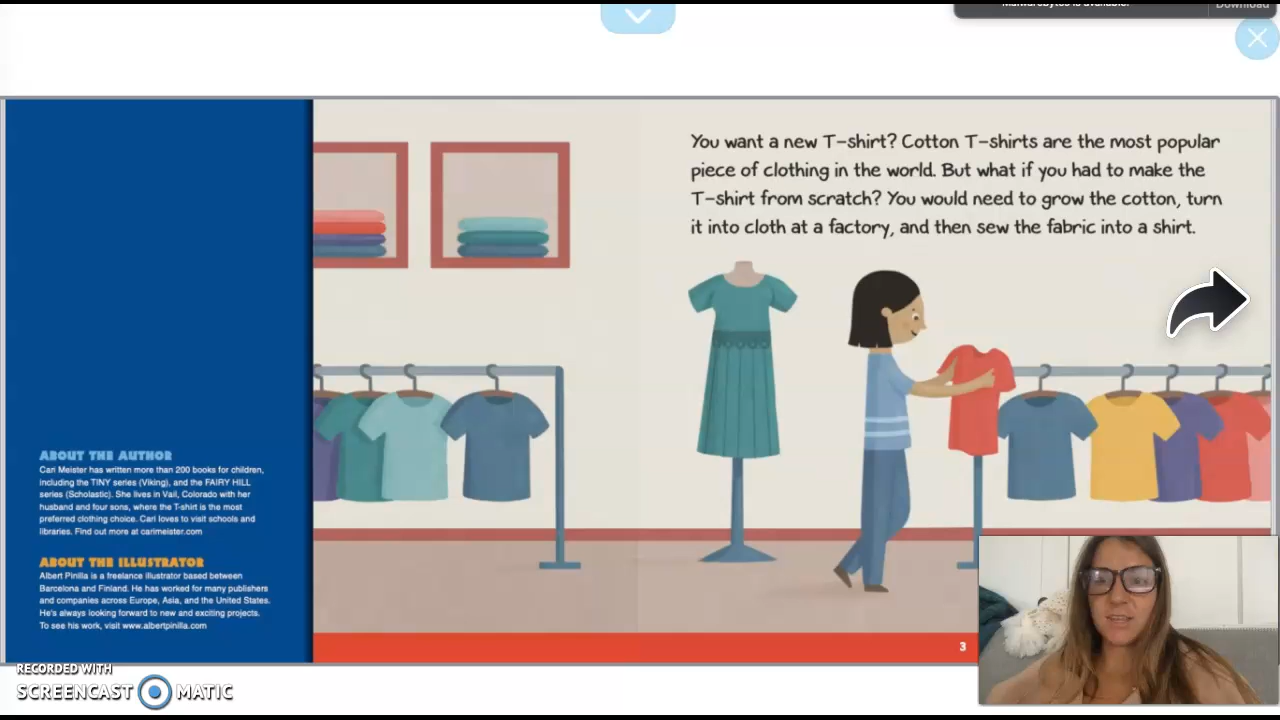 Malwarebytes is available.
Download
You want a new T-shirt? Cotton T-shirts are the most popular
piece of clothing in the world. But what if you had to make the
T-shirt from scratch? You would need to grow the cotton, turn
it into cloth at a factory, and then sew the fabric into a shirt.
ABOUT THE AUTHOR
Cari Meister has written more than 200 books for children,
including the TINY series (Viking), and the FAIRY HILL
series (Scholastic). She lives in Vail, Colorado with her
husband and four sons, where the T-shirt is the most
preferred clothing choice. Cari loves to visit schools and
libraries. Find out more at carimeister.com
ABOUT THE ILLUSTRATOR
Albert Pinilla is a freelance illustrator based between
Barcelona and Finland. He has worked for many publishers
and companies across Europe, Asia, and the United States.
He's always looking forward to new and exciting projects.
To see his work, visit www.albertpinilla.com
3
RECORDED WITH
SCREENCAST MATIC